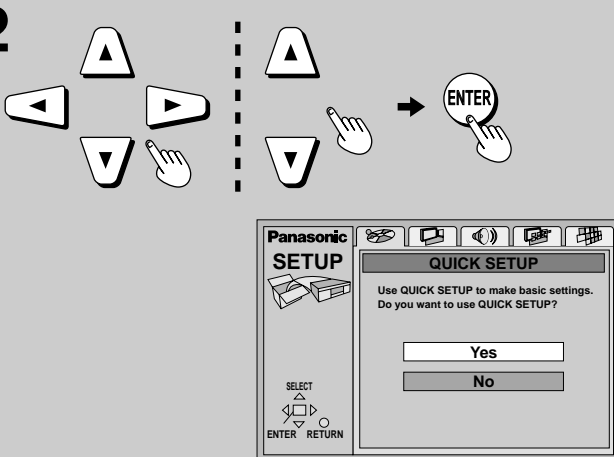 2
ENTER
Panasonic
SETUP
QUICK SETUP
Use QUICK SETUP to make basic settings.
Do you want to use QUICK SETUP?
Yes
No
SELECT
ENTER RETURN